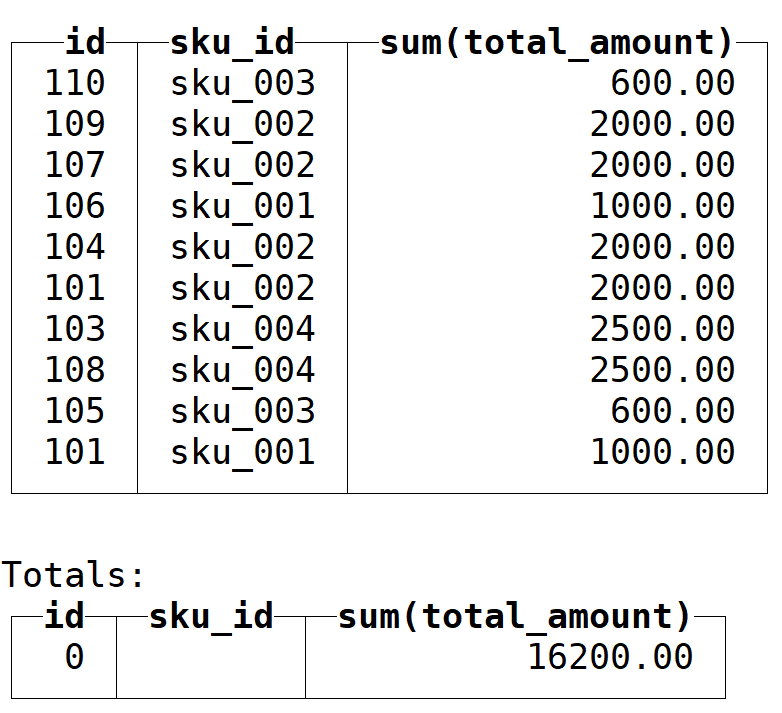 id sku_id sum(total_amount)
110 sku_003 600.00
109 sku_002 2000.00
107 sku_002 2000.00
106 sku_001 1000.00
104 sku_002 2000.00
101 sku_002 2000.00
103 sku_004 2500.00
108 sku_004 2500.00
105 sku_003 600.00
101 sku_001 1000.00
Totals:
id sku_id sum(total_amount)
0 16200.00